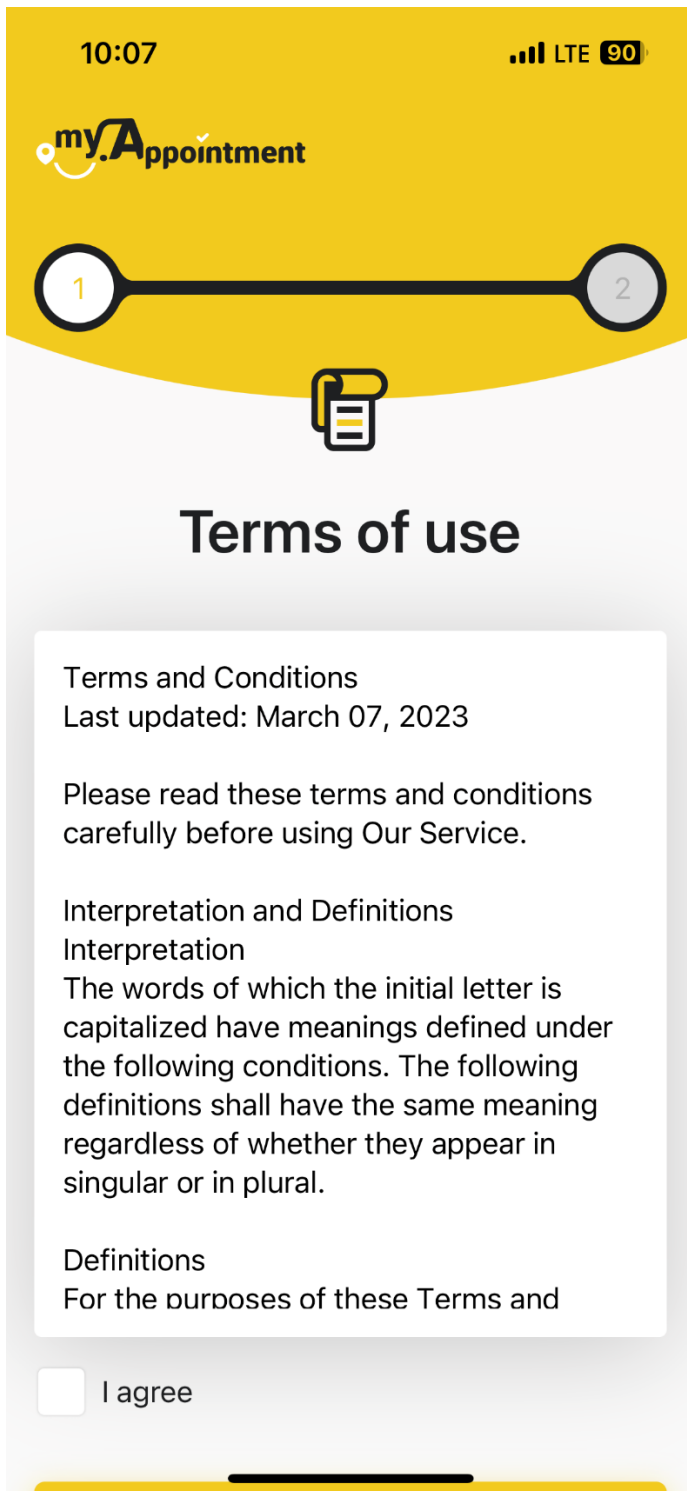 10:07
LTE 90
my.Appointment
1
2
Terms of use
Terms and Conditions
Last updated: March 07, 2023
Please read these terms and conditions
carefully before using Our Service.
Interpretation and Definitions
Interpretation
The words of which the initial letter is
capitalized have meanings defined under
the following conditions. The following
definitions shall have the same meaning
regardless of whether they appear in
singular or in plural.
Definitions
For the purposes of these Terms and
I agree